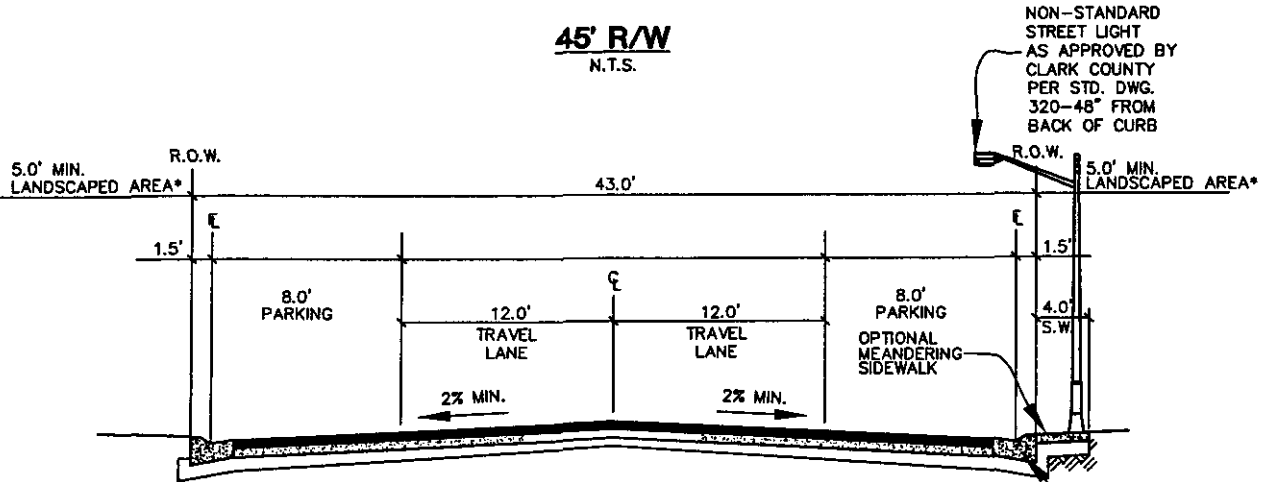 45' R/W
N.T.S.
NON-STANDARD
STREET LIGHT
AS APPROVED BY
CLARK COUNTY
PER STD. DWG.
320-48" FROM
BACK OF CURB
5.0' MIN.
LANDSCAPED AREA*
R.O.W.
43.0'
R.O.W.
5.0' MIN.
LANDSCAPED AREA*
1.5'
1.5'
8.0'
PARKING
12.0'
TRAVEL
LANE
℄
12.0'
TRAVEL
LANE
8.0'
PARKING
4.0'
S.W.
OPTIONAL
MEANDERING
SIDEWALK
2% MIN.
2% MIN.